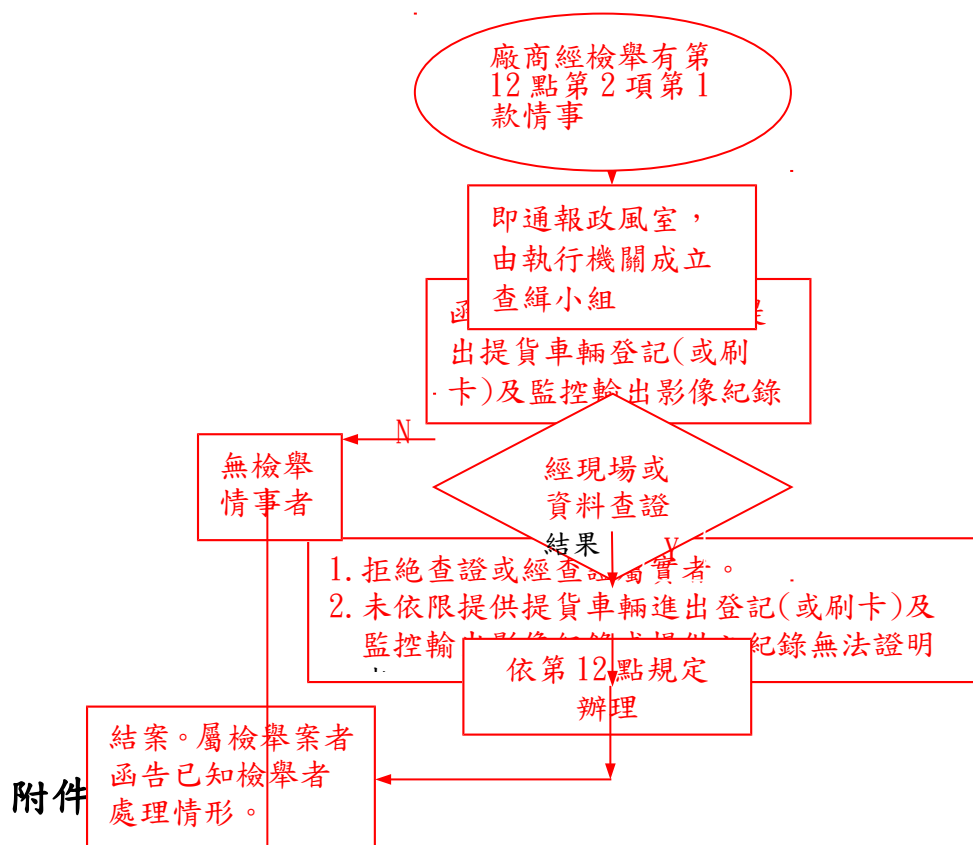 廠商經檢舉有第
12點第2項第1
款情事
即通報政風室，
由執行機關成立
查緝小組
出提貨車輛登記(或刷
卡)及監控輸出影像紀錄
N
無檢舉
情事者
經現場或
資料查證
結果
Y
1.拒絕查證或經查證屬實者。
2.未依限提供提貨車輛進出登記(或刷卡)及
監控輸 紀錄無法證明
依第12點規定
辦理
結案。屬檢舉案者
函告已知檢舉者
處理情形。
附件